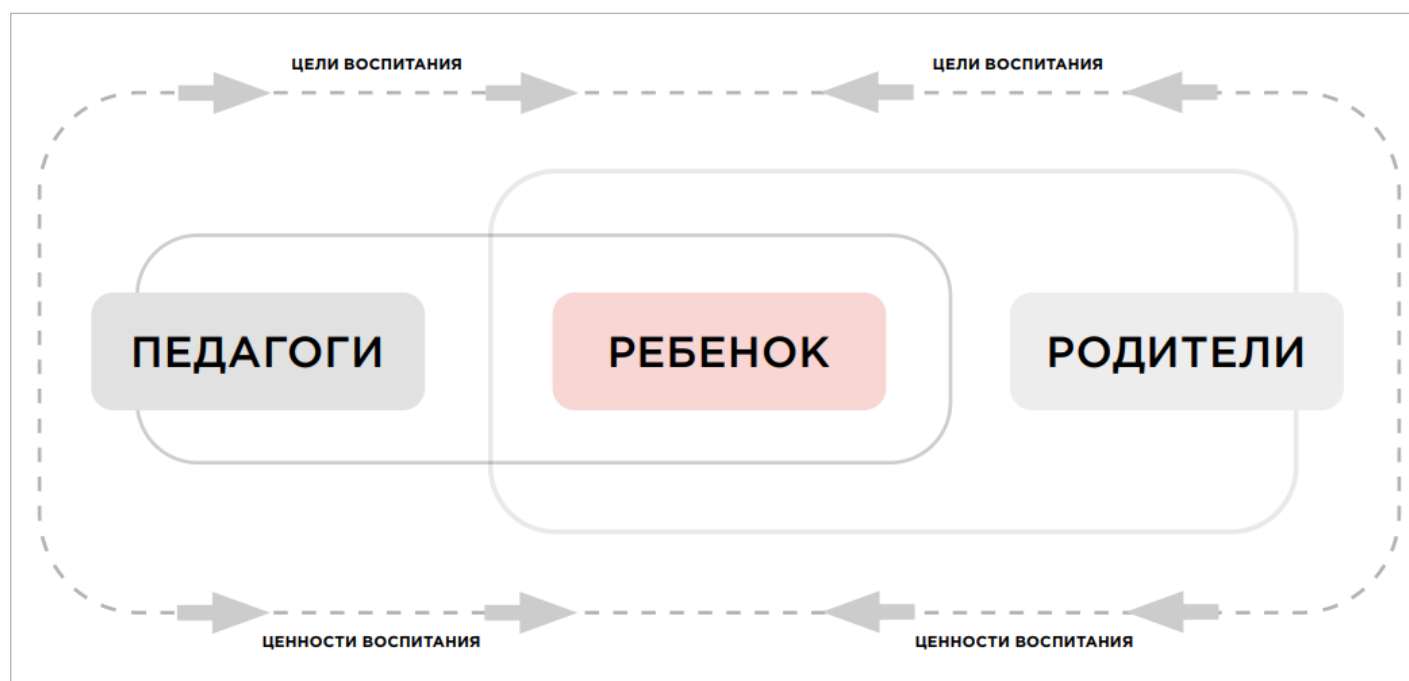 ЦЕЛИ ВОСПИТАНИЯ
ЦЕЛИ ВОСПИТАНИЯ
ПЕДАГОГИ
РЕБЕНОК
РОДИТЕЛИ
ЦЕННОСТИ ВОСПИТАНИЯ
ЦЕННОСТИ ВОСПИТАНИЯ